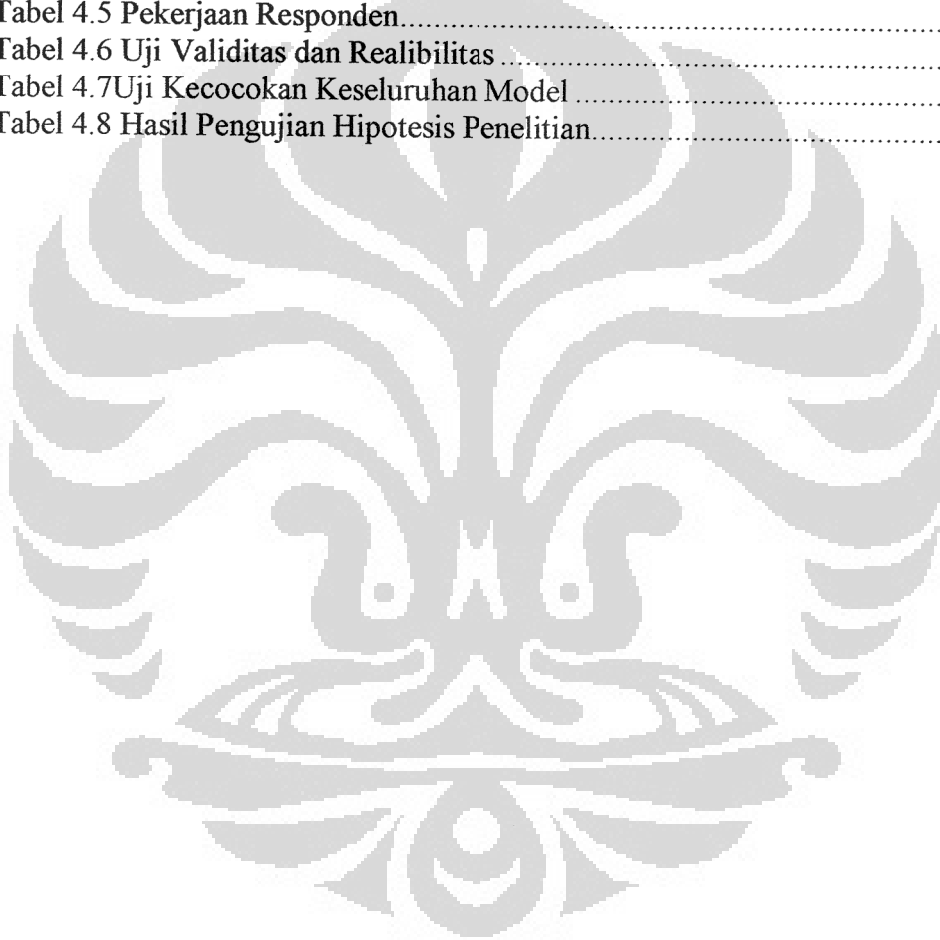 Tabel 4.5 Pekerjaan Responden
Tabel 4.6 Uji Validitas dan Realibilitas
Tabel 4.7Uji Kecocokan Keseluruhan Model
Tabel 4.8 Hasil Pengujian Hipotesis Penelitian